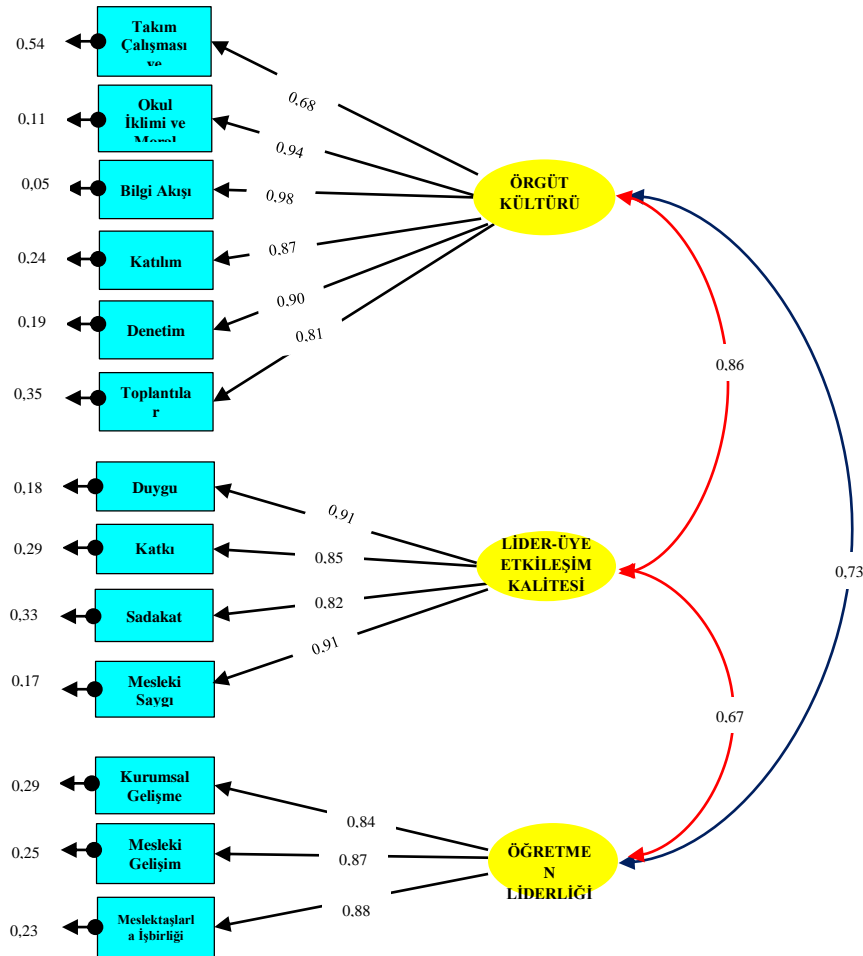 0.54
Takım
Çalışması
ve
0.68
0.11
Okul
İklimi ve
Moral
0.94
0,05
Bilgi Akışı
0.98
ÖRGÜT
KÜLTÜRÜ
0,24
Katılım
0.87
0,19
Denetim
0.90
0.35
Toplantıla
r
0.81
0.86
0,18
Duygu
0.91
0.29
Katkı
0.85
LİDER-ÜYE
ETKİLEŞİM
KALİTESİ
0,73
0,33
Sadakat
0.82
0.17
Mesleki
Saygı
0.91
0,67
0,29
Kurumsal
Gelişme
0.84
0.25
Mesleki
Gelişim
0.87
ÖĞRETME
N
LİDERLİĞİ
0,23
Meslektaşlarl
a İşbirliği
0.88